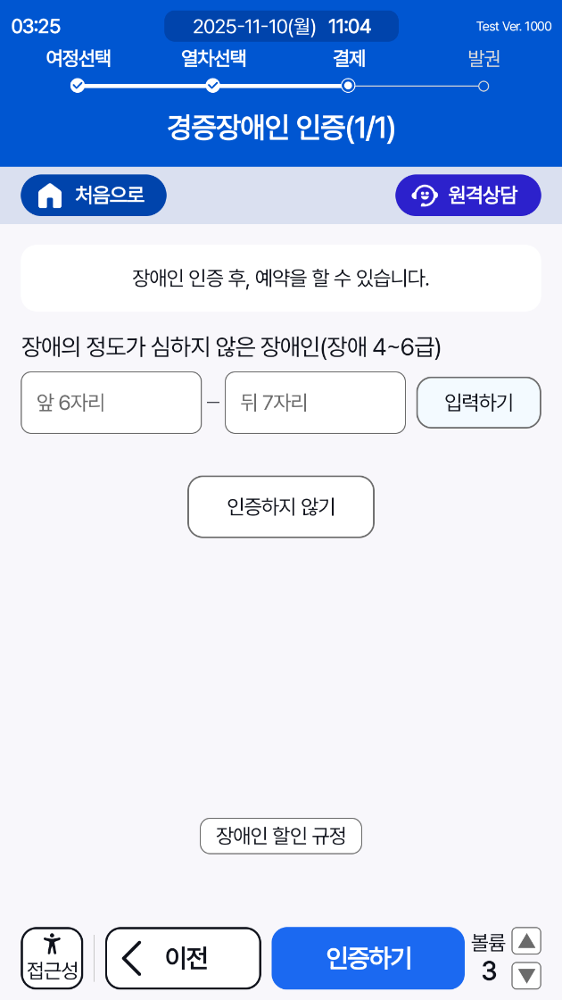 03:25 2025-11-10(월) 11:04 Test Ver. 1000
여정선택 열차선택 결제 발권
경증장애인 인증(1/1)
처음으로 원격상담
장애인 인증 후, 예약을 할 수 있습니다.
장애의 정도가 심하지 않은 장애인(장애 4~6급)
앞 6자리 – 뒤 7자리 입력하기
인증하지 않기
장애인 할인 규정
접근성 이전 인증하기 볼륨
3